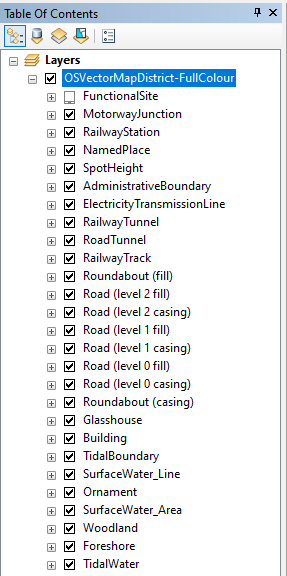 Table Of Contents
Layers
OSVectorMapDistrict-FullColour
FunctionalSite
MotorwayJunction
RailwayStation
NamedPlace
SpotHeight
AdministrativeBoundary
ElectricityTransmissionLine
RailwayTunnel
RoadTunnel
RailwayTrack
Roundabout (fill)
Road (level 2 fill)
Road (level 2 casing)
Road (level 1 fill)
Road (level 1 casing)
Road (level 0 fill)
Road (level 0 casing)
Roundabout (casing)
Glasshouse
Building
TidalBoundary
SurfaceWater_Line
Ornament
SurfaceWater_Area
Woodland
Foreshore
TidalWater